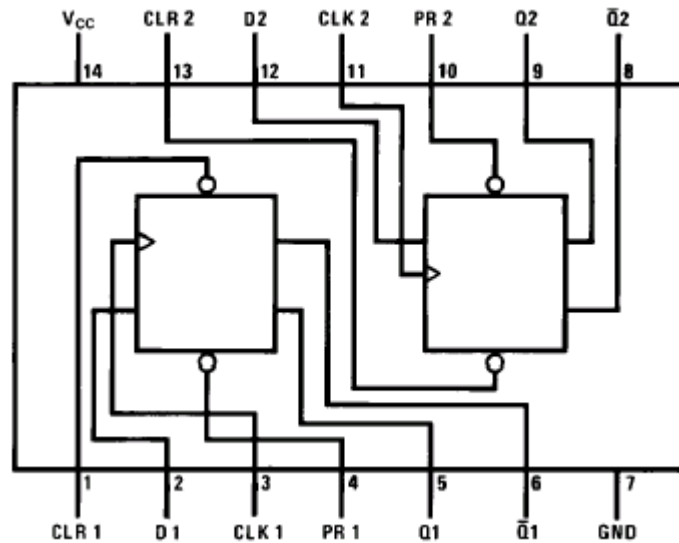 V_CC CLR 2 D2 CLK 2 PR 2 Q2 Q̅2
14 13 12 11 10 9 8
1 2 3 4 5 6 7
CLR 1 D1 CLK 1 PR 1 Q1 Q̅1 GND